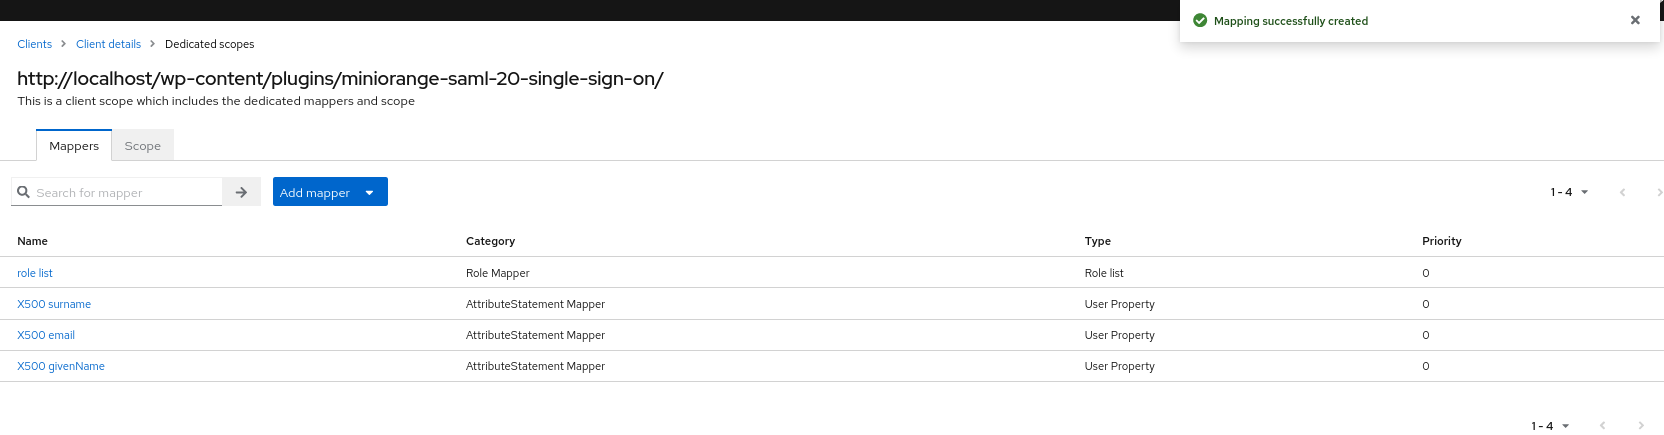 Mapping successfully created
Clients Client details Dedicated scopes
http://localhost/wp-content/plugins/miniorange-saml-20-single-sign-on/
This is a client scope which includes the dedicated mappers and scope
Mappers Scope
Search for mapper Add mapper 1 - 4
Name Category Type Priority
role list Role Mapper Role list 0
X500 surname AttributeStatement Mapper User Property 0
X500 email AttributeStatement Mapper User Property 0
X500 givenName AttributeStatement Mapper User Property 0
1 - 4